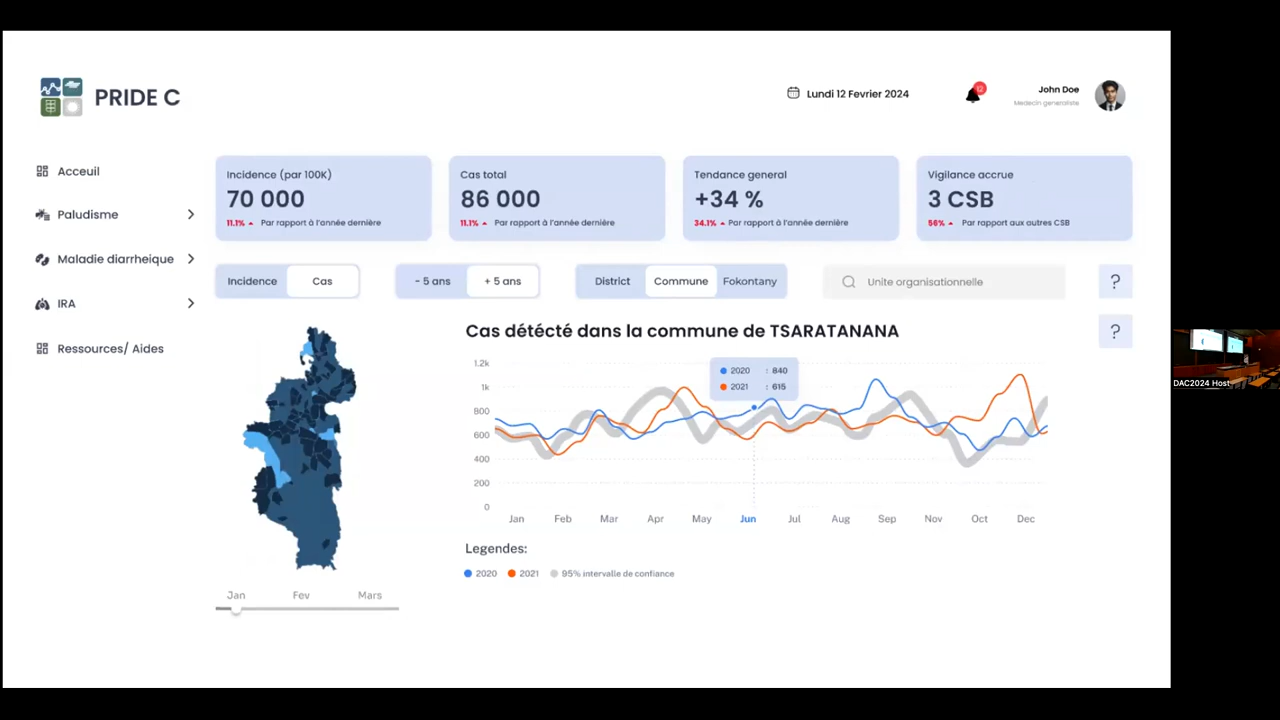 PRIDE C
Lundi 12 Fevrier 2024
John Doe
Medecin generaliste
Acceuil
Paludisme
Maladie diarrheique
IRA
Ressources/ Aides
Incidence (par 100K)
70 000
11.1% Par rapport à l'année dernière
Cas total
86 000
11.1% Par rapport à l'année dernière
Tendance general
+34 %
34.1% Par rapport à l'année dernière
Vigilance accrue
3 CSB
56% Par rapport aux autres CSB
Incidence Cas
- 5 ans + 5 ans
District Commune Fokontany
Unite organisationnelle
?
Cas détécté dans la commune de TSARATANANA
?
2020 : 840
2021 : 615
1.2k
1k
800
600
400
200
0
Jan Feb Mar Apr May Jun Jul Aug Sep Nov Oct Dec
Legendes:
2020 2021 95% intervalle de confiance
Jan Fev Mars
DAC2024 Host